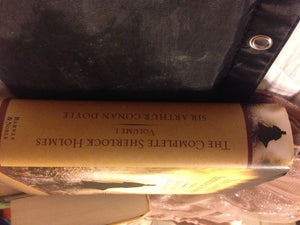 THE COMPLETE SHERLOCK HOLMES
VOLUME I
SIR ARTHUR CONAN DOYLE
BARNES
& NOBLE